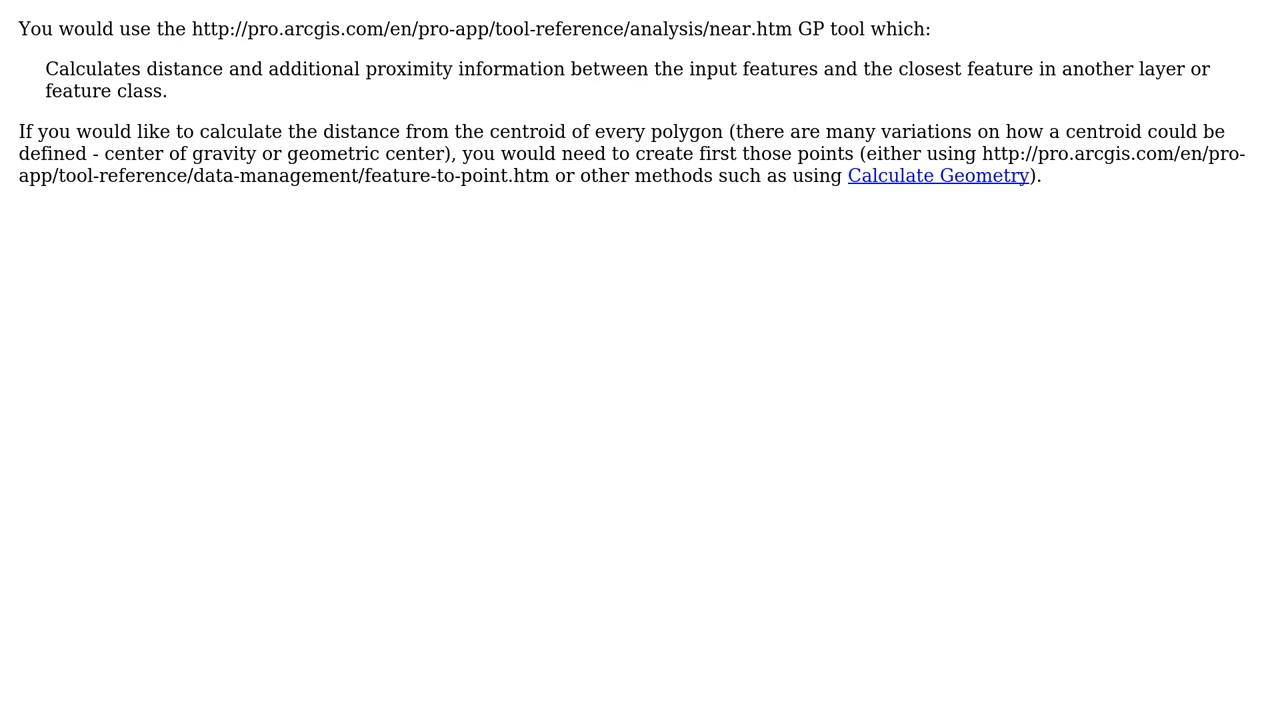 You would use the http://pro.arcgis.com/en/pro-app/tool-reference/analysis/near.htm GP tool which:
Calculates distance and additional proximity information between the input features and the closest feature in another layer or
feature class.
If you would like to calculate the distance from the centroid of every polygon (there are many variations on how a centroid could be
defined - center of gravity or geometric center), you would need to create first those points (either using http://pro.arcgis.com/en/pro-
app/tool-reference/data-management/feature-to-point.htm or other methods such as using Calculate Geometry).